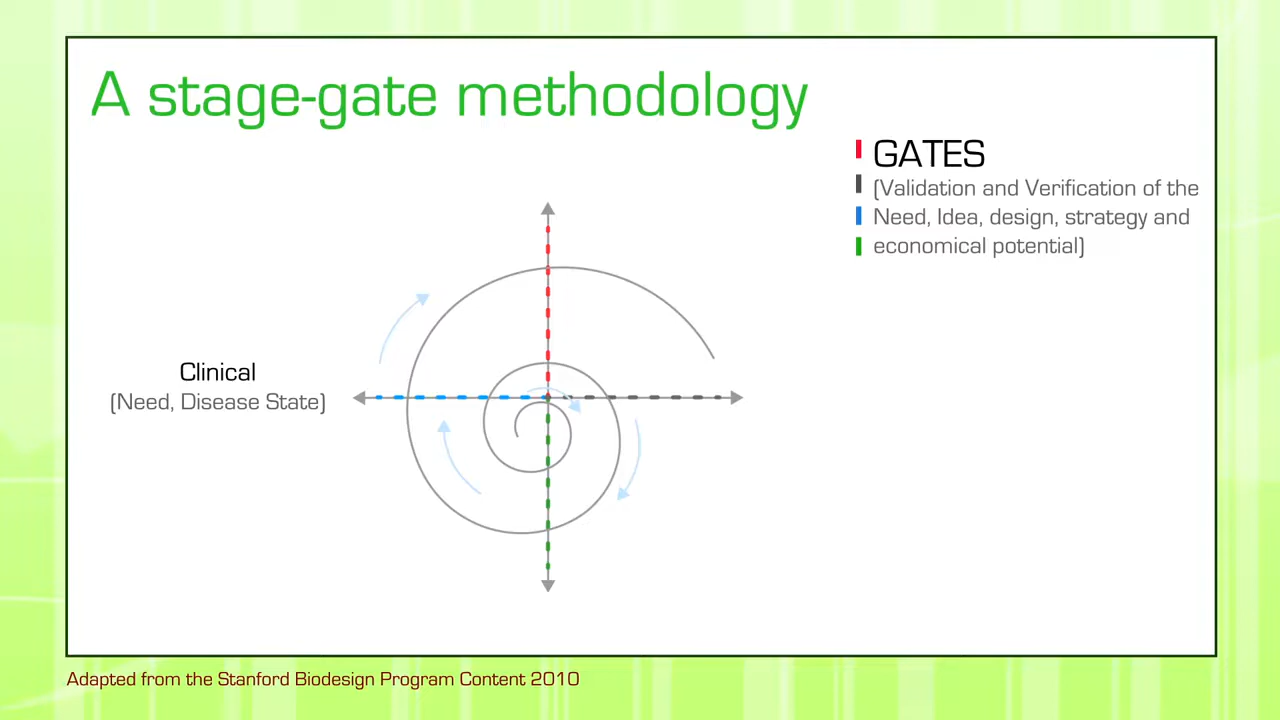 A stage-gate methodology
GATES
(Validation and Verification of the
Need, Idea, design, strategy and
economical potential)
Clinical
(Need, Disease State)
Adapted from the Stanford Biodesign Program Content 2010